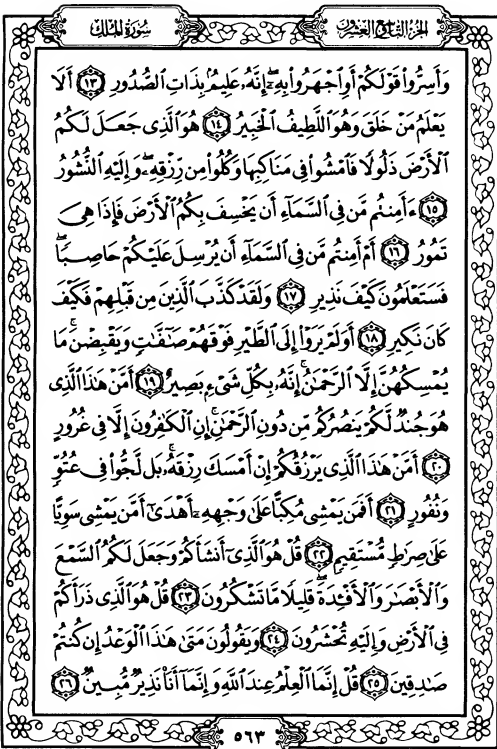 الجزء التاسع والعشرون
سورة الملك
وَأَسِرُّوا۟ قَوْلَكُمْ أَوِ ٱجْهَرُوا۟ بِهِۦٓ ۖ إِنَّهُۥ عَلِيمٌۢ بِذَاتِ ٱلصُّدُورِ ١٣ أَلَا
يَعْلَمُ مَنْ خَلَقَ وَهُوَ ٱللَّطِيفُ ٱلْخَبِيرُ ١٤ هُوَ ٱلَّذِى جَعَلَ لَكُمُ
ٱلْأَرْضَ ذَلُولًا فَٱمْشُوا۟ فِى مَنَاكِبِهَا وَكُلُوا۟ مِن رِّزْقِهِۦ ۖ وَإِلَيْهِ ٱلنُّشُورُ
١٥ ءَأَمِنتُم مَّن فِى ٱلسَّمَآءِ أَن يَخْسِفَ بِكُمُ ٱلْأَرْضَ فَإِذَا هِىَ
تَمُورُ ١٦ أَمْ أَمِنتُم مَّن فِى ٱلسَّمَآءِ أَن يُرْسِلَ عَلَيْكُمْ حَاصِبًا ۖ
فَسَتَعْلَمُونَ كَيْفَ نَذِيرِ ١٧ وَلَقَدْ كَذَّبَ ٱلَّذِينَ مِن قَبْلِهِمْ فَكَيْفَ
كَانَ نَكِيرِ ١٨ أَوَلَمْ يَرَوْا۟ إِلَى ٱلطَّيْرِ فَوْقَهُمْ صَـٰٓفَّـٰتٍ وَيَقْبِضْنَ ۚ مَا
يُمْسِكُهُنَّ إِلَّا ٱلرَّحْمَـٰنُ ۚ إِنَّهُۥ بِكُلِّ شَىْءٍۭ بَصِيرٌ ١٩ أَمَّنْ هَـٰذَا ٱلَّذِى
هُوَ جُندٌ لَّكُمْ يَنصُرُكُم مِّن دُونِ ٱلرَّحْمَـٰنِ ۚ إِنِ ٱلْكَـٰفِرُونَ إِلَّا فِى غُرُورٍ
٢٠ أَمَّنْ هَـٰذَا ٱلَّذِى يَرْزُقُكُمْ إِنْ أَمْسَكَ رِزْقَهُۥ ۚ بَل لَّجُّوا۟ فِى عُتُوٍّ
وَنُفُورٍ ٢١ أَفَمَن يَمْشِى مُكِبًّا عَلَىٰ وَجْهِهِۦٓ أَهْدَىٰٓ أَمَّن يَمْشِى سَوِيًّا
عَلَىٰ صِرَٰطٍ مُّسْتَقِيمٍ ٢٢ قُلْ هُوَ ٱلَّذِىٓ أَنشَأَكُمْ وَجَعَلَ لَكُمُ ٱلسَّمْعَ
وَٱلْأَبْصَـٰرَ وَٱلْأَفْـِٔدَةَ ۖ قَلِيلًا مَّا تَشْكُرُونَ ٢٣ قُلْ هُوَ ٱلَّذِى ذَرَأَكُمْ
فِى ٱلْأَرْضِ وَإِلَيْهِ تُحْشَرُونَ ٢٤ وَيَقُولُونَ مَتَىٰ هَـٰذَا ٱلْوَعْدُ إِن كُنتُمْ
صَـٰدِقِينَ ٢٥ قُلْ إِنَّمَا ٱلْعِلْمُ عِندَ ٱللَّهِ وَإِنَّمَآ أَنَا۠ نَذِيرٌ مُّبِينٌ ٢٦
٥٦٣